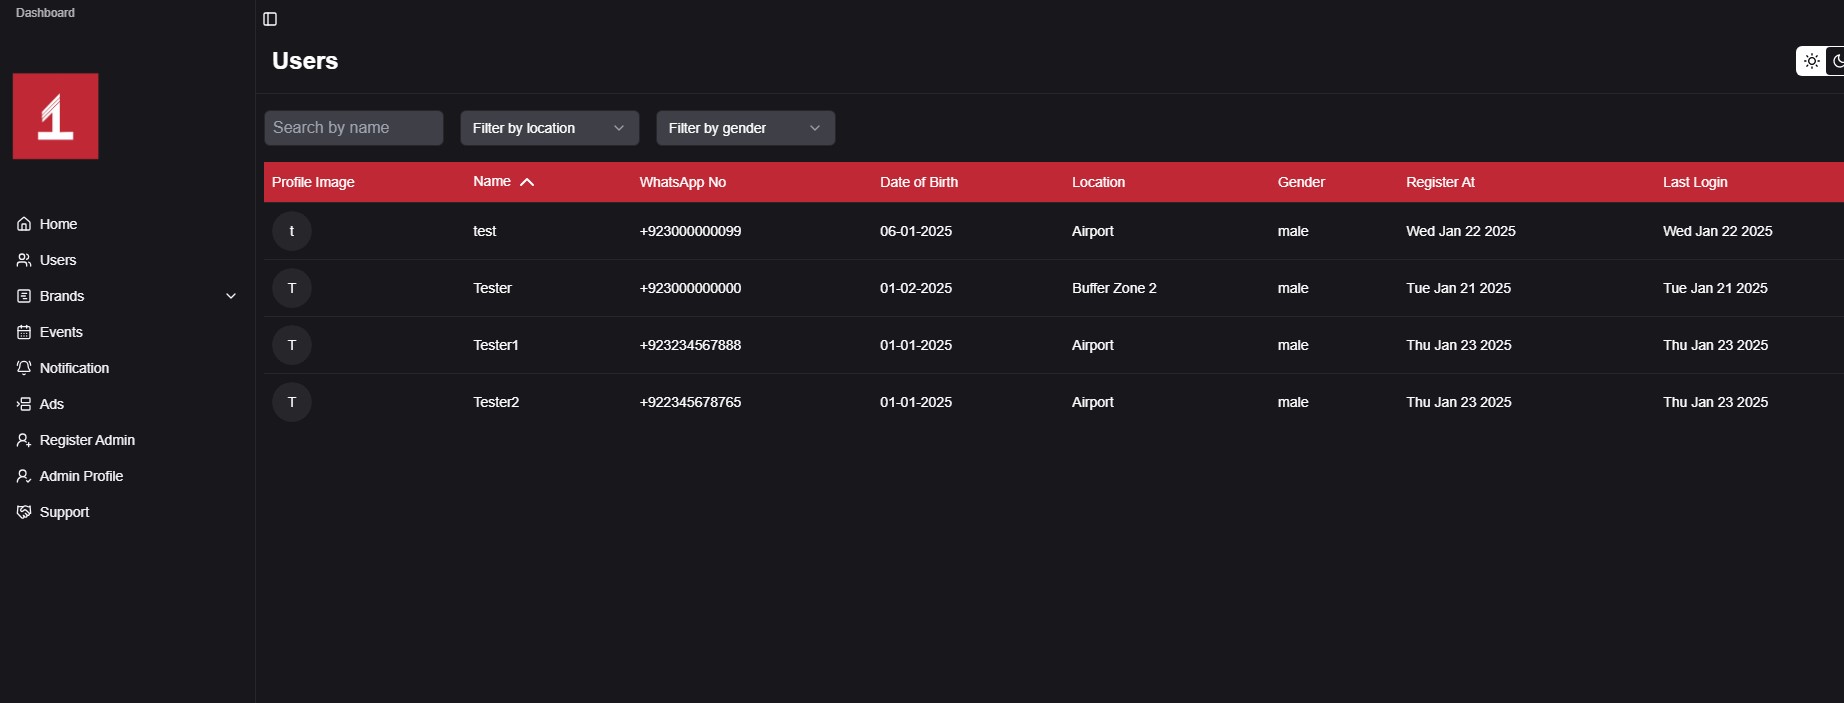 Dashboard
1
Home
Users
Brands
Events
Notification
Ads
Register Admin
Admin Profile
Support
Users
Search by name
Filter by location
Filter by gender
Profile Image Name WhatsApp No Date of Birth Location Gender Register At Last Login
t test +923000000099 06-01-2025 Airport male Wed Jan 22 2025 Wed Jan 22 2025
T Tester +923000000000 01-02-2025 Buffer Zone 2 male Tue Jan 21 2025 Tue Jan 21 2025
T Tester1 +923234567888 01-01-2025 Airport male Thu Jan 23 2025 Thu Jan 23 2025
T Tester2 +922345678765 01-01-2025 Airport male Thu Jan 23 2025 Thu Jan 23 2025